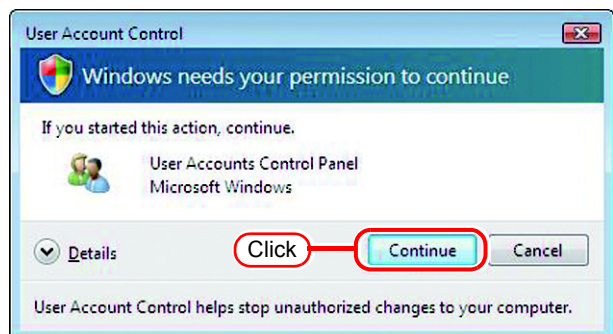 User Account Control
Windows needs your permission to continue
If you started this action, continue.
User Accounts Control Panel
Microsoft Windows
Details
Click
Continue
Cancel
User Account Control helps stop unauthorized changes to your computer.